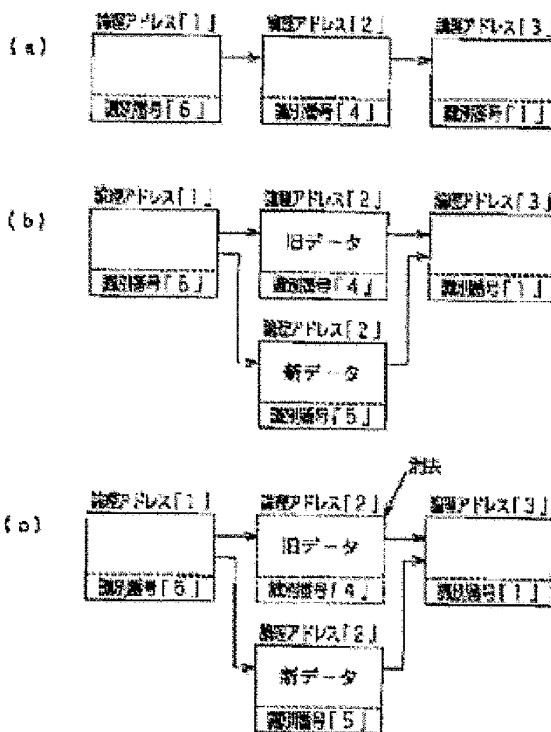 論理アドレス「1」 論理アドレス「2」 論理アドレス「3」
(a)
識別番号「6」 識別番号「4」 識別番号「1」
論理アドレス「1」 論理アドレス「2」 論理アドレス「3」
(b)
旧データ
識別番号「6」 識別番号「4」 識別番号「1」
論理アドレス「2」
新データ
識別番号「5」
消去
論理アドレス「1」 論理アドレス「2」 論理アドレス「3」
(c)
旧データ
識別番号「6」 識別番号「4」 識別番号「1」
論理アドレス「2」
新データ
識別番号「5」